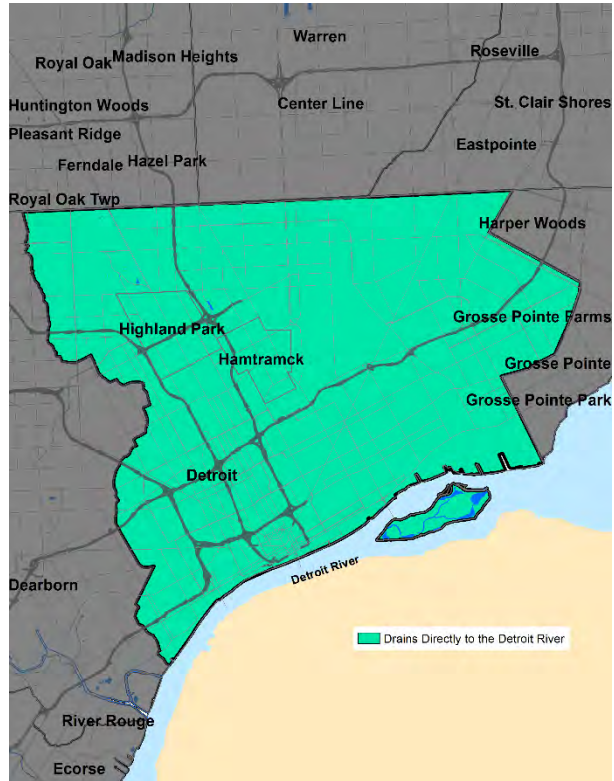 Warren
Royal Oak
Madison Heights
Roseville
Huntington Woods
Center Line
St. Clair Shores
Pleasant Ridge
Eastpointe
Ferndale
Hazel Park
Royal Oak Twp
Harper Woods
Highland Park
Grosse Pointe Farms
Hamtramck
Grosse Pointe
Grosse Pointe Park
Detroit
Detroit River
Dearborn
Drains Directly to the Detroit River
River Rouge
Ecorse